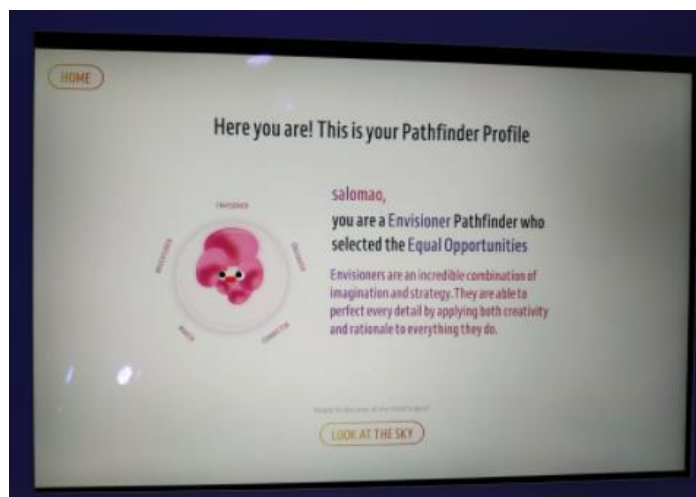 HOME
Here you are! This is your Pathfinder Profile
salomao,
you are a Envisioner Pathfinder who
selected the Equal Opportunities
Envisioners are an incredible combination of
imagination and strategy. They are able to
perfect every detail by applying both creativity
and rationale to everything they do.
ENVISIONER
LOOK AT THE SKY